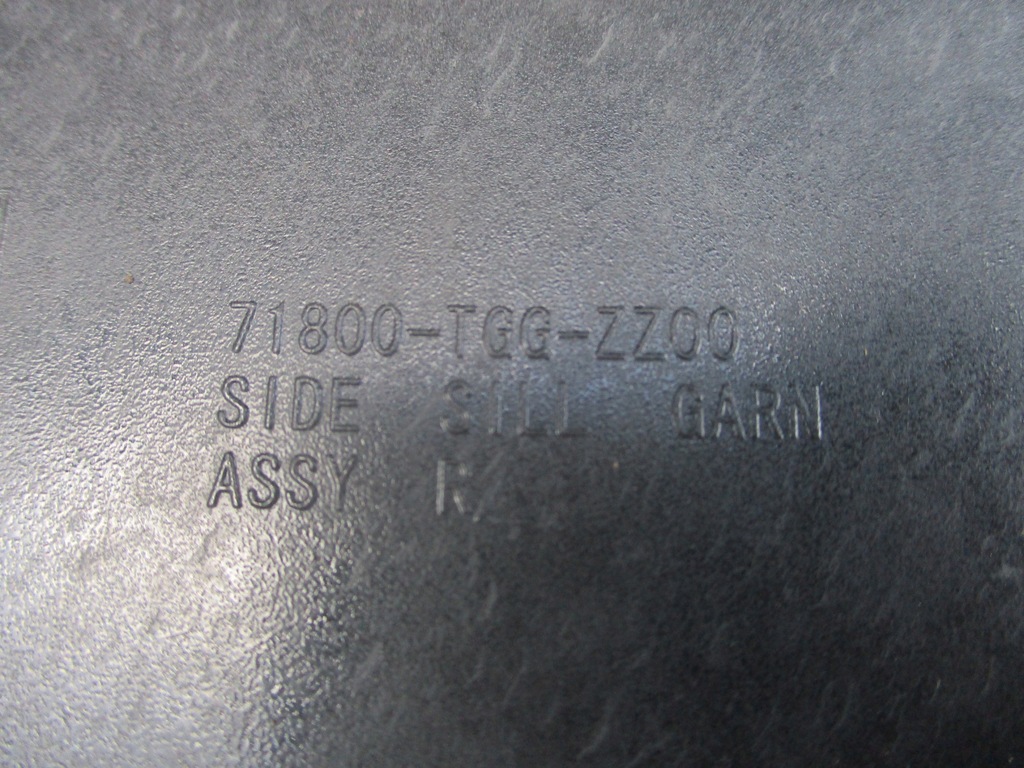 71800-TGG-ZZ00
SIDE SILL GARN
ASSY R